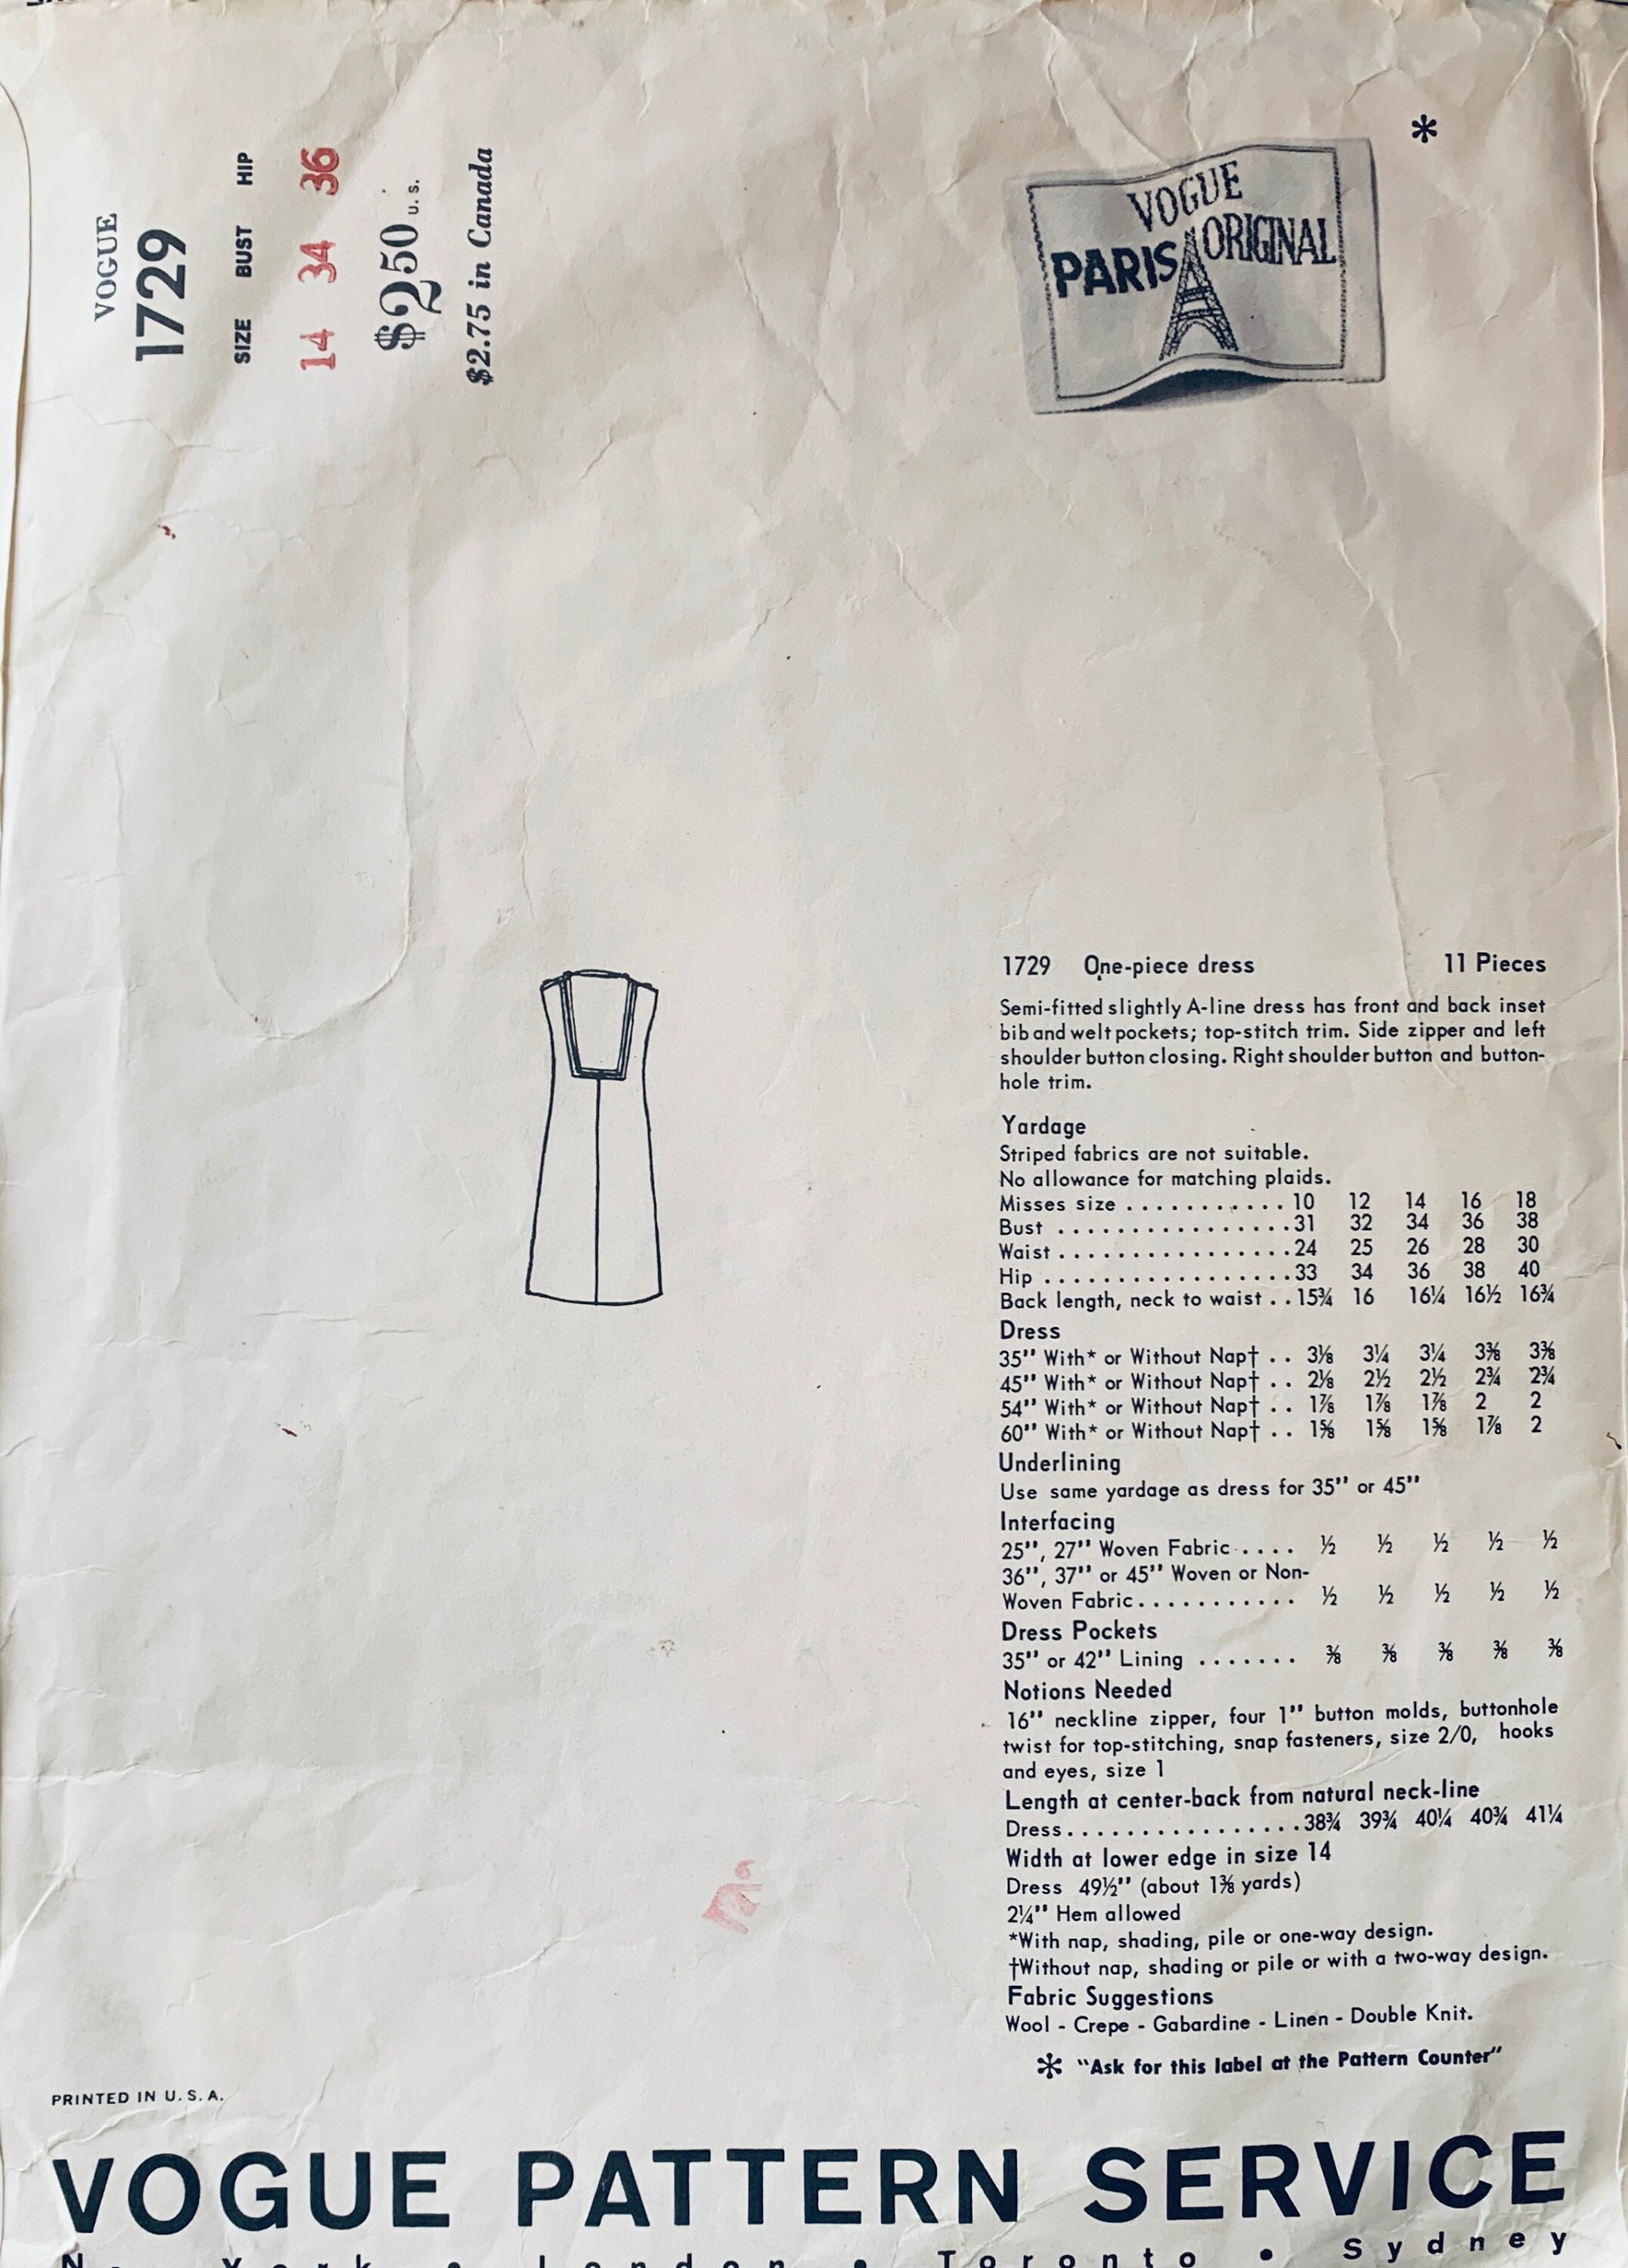 VOGUE
1729
SIZE BUST HIP
14 34 36
$2.50 U.S.
$2.75 in Canada
*
VOGUE
PARIS ORIGINAL
1729 One-piece dress 11 Pieces
Semi-fitted slightly A-line dress has front and back inset
bib and welt pockets; top-stitch trim. Side zipper and left
shoulder button closing. Right shoulder button and button-
hole trim.
Yardage
Striped fabrics are not suitable.
No allowance for matching plaids.
Misses size ............ 10 12 14 16 18
Bust .................31 32 34 36 38
Waist .................24 25 26 28 30
Hip ..................33 34 36 38 40
Back length, neck to waist ..15¾ 16 16¼ 16½ 16¾
Dress
35" With* or Without Nap† .. 3⅛ 3¼ 3¼ 3⅜ 3⅜
45" With* or Without Nap† .. 2⅛ 2½ 2½ 2¾ 2¾
54" With* or Without Nap† .. 1⅞ 1⅞ 1⅞ 2 2
60" With* or Without Nap† .. 1⅝ 1⅝ 1⅝ 1⅞ 2
Underlining
Use same yardage as dress for 35" or 45"
Interfacing
25", 27" Woven Fabric .... ½ ½ ½ ½ ½
36", 37" or 45" Woven or Non-
Woven Fabric........... ½ ½ ½ ½ ½
Dress Pockets
35" or 42" Lining ....... ⅜ ⅜ ⅜ ⅜ ⅜
Notions Needed
16" neckline zipper, four 1" button molds, buttonhole
twist for top-stitching, snap fasteners, size 2/0, hooks
and eyes, size 1
Length at center-back from natural neck-line
Dress................38¾ 39¾ 40¼ 40¾ 41¼
Width at lower edge in size 14
Dress 49½" (about 1⅜ yards)
2¼" Hem allowed
*With nap, shading, pile or one-way design.
†Without nap, shading or pile or with a two-way design.
Fabric Suggestions
Wool - Crepe - Gabardine - Linen - Double Knit.
* "Ask for this label at the Pattern Counter"
PRINTED IN U.S.A.
VOGUE PATTERN SERVICE
New York • London • Toronto • Sydney